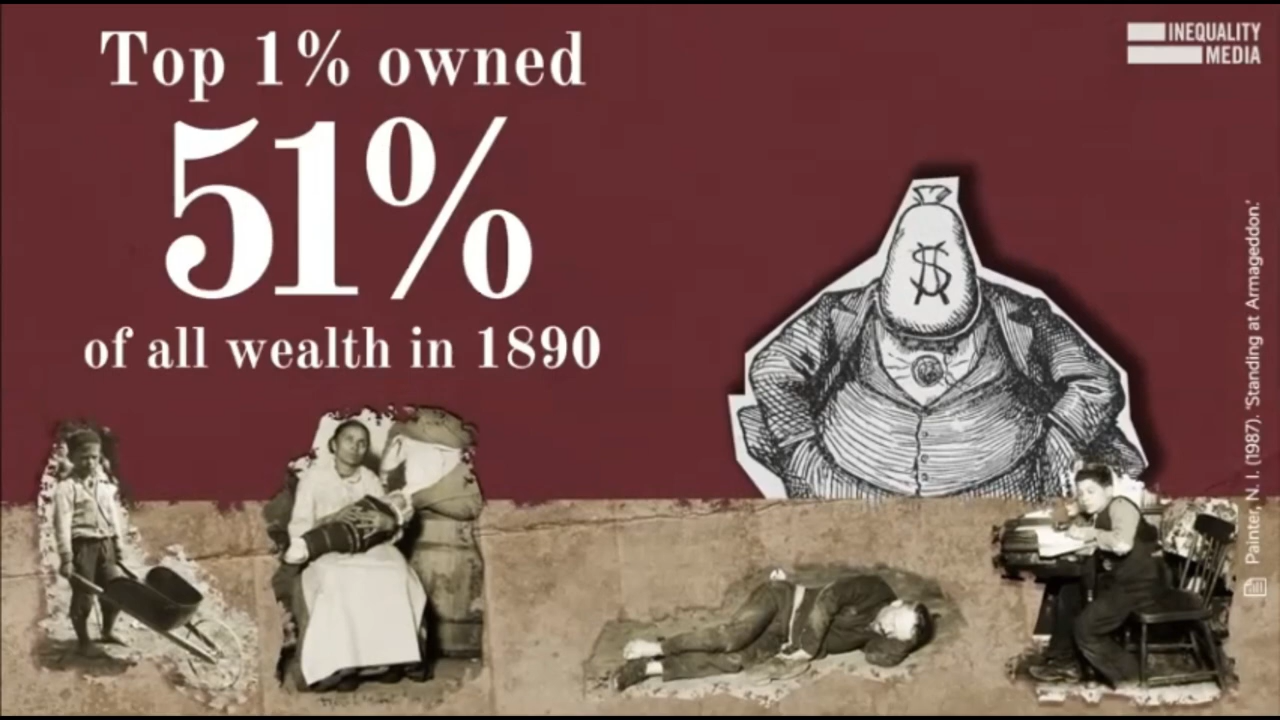 Top 1% owned
51%
of all wealth in 1890
INEQUALITY
MEDIA
$
Painter, N. I. (1987). 'Standing at Armageddon.'